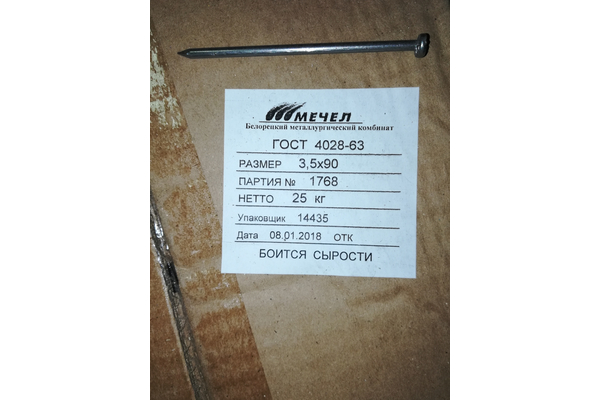 МЕЧЕЛ
Белорецкий металлургический комбинат
ГОСТ 4028-63
РАЗМЕР 3,5х90
ПАРТИЯ № 1768
НЕТТО 25 кг
Упаковщик 14435
Дата 08.01.2018 ОТК
БОИТСЯ СЫРОСТИ